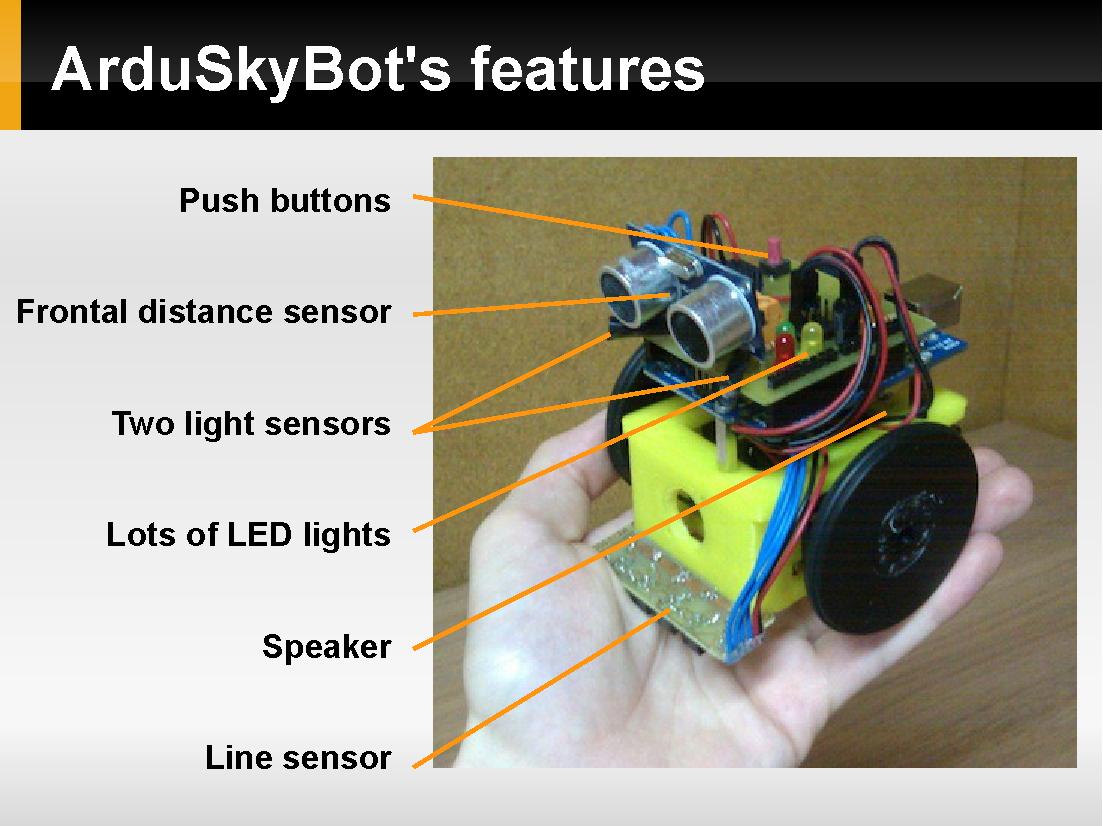 ArduSkyBot's features
Push buttons
Frontal distance sensor
Two light sensors
Lots of LED lights
Speaker
Line sensor